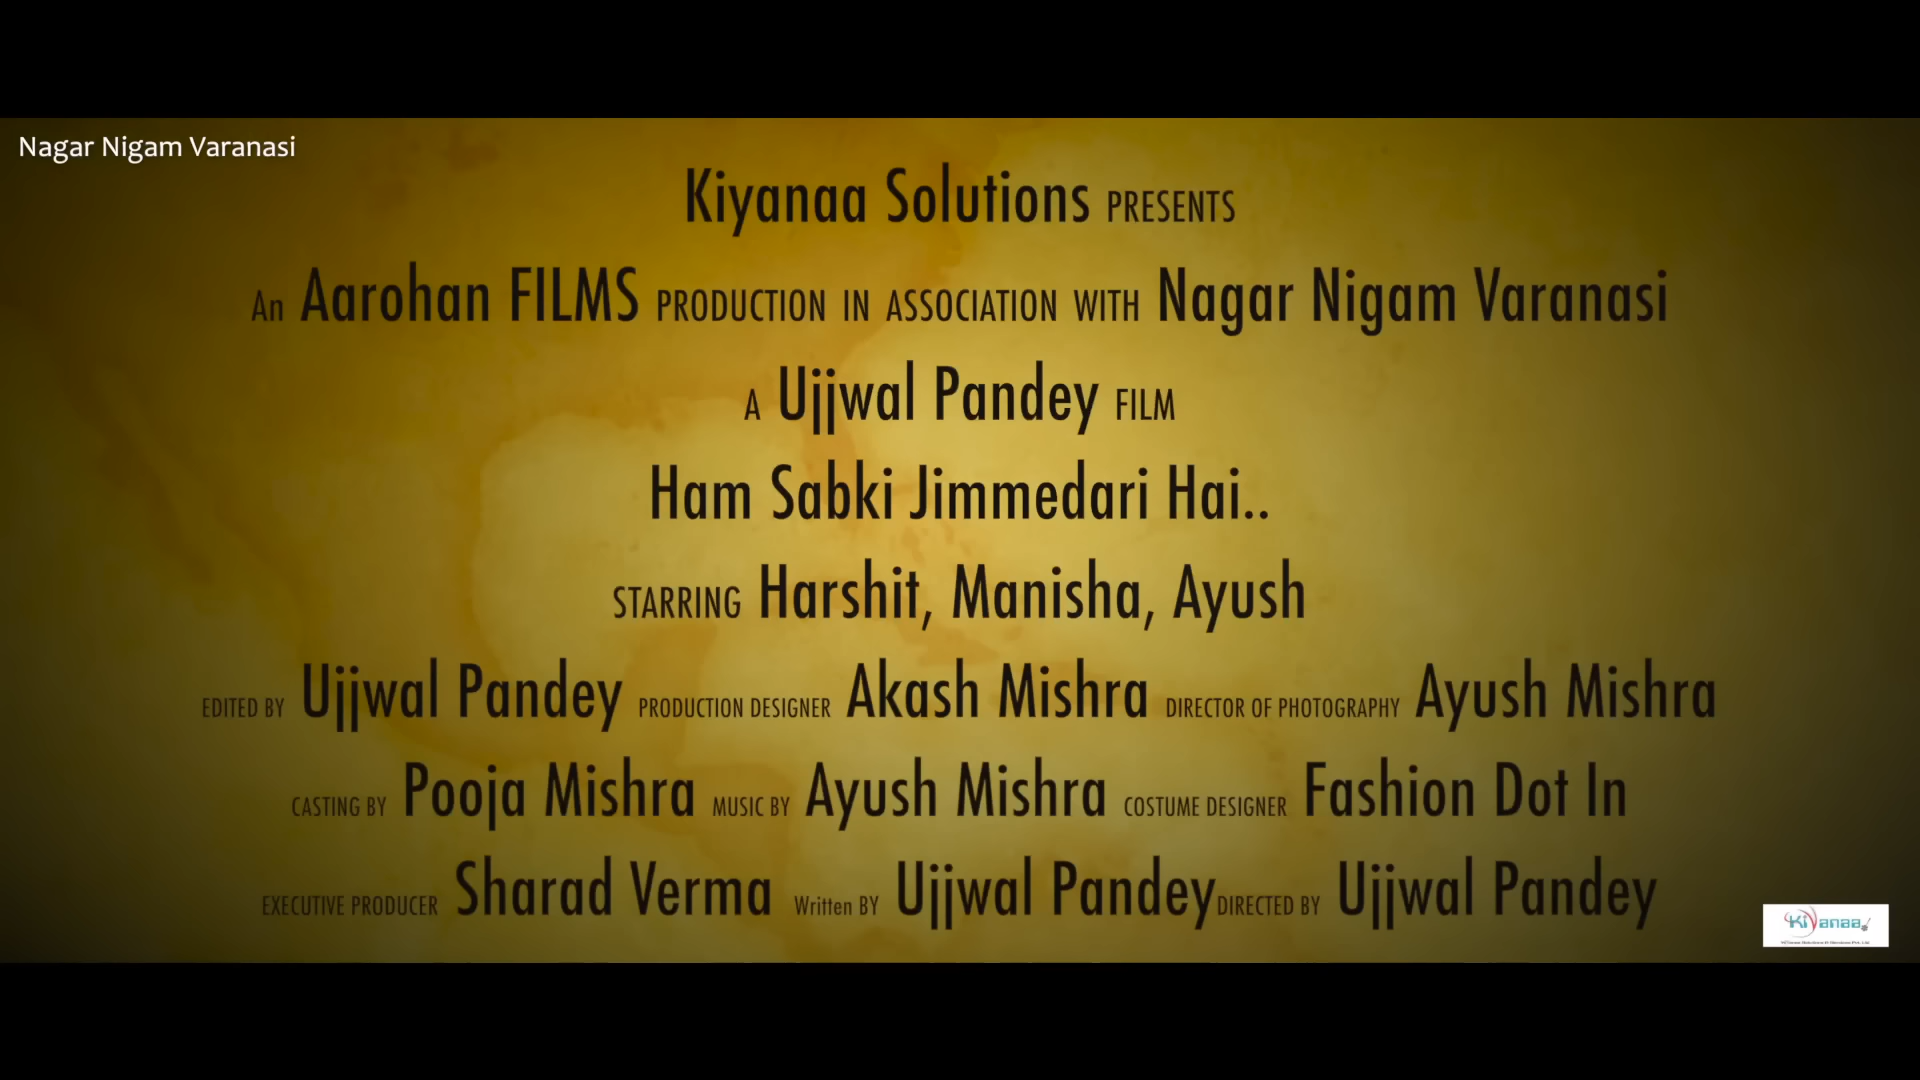 Nagar Nigam Varanasi
Kiyanaa Solutions PRESENTS
An Aarohan FILMS PRODUCTION IN ASSOCIATION WITH Nagar Nigam Varanasi
A Ujjwal Pandey FILM
Ham Sabki Jimmedari Hai..
STARRING Harshit, Manisha, Ayush
EDITED BY Ujjwal Pandey PRODUCTION DESIGNER Akash Mishra DIRECTOR OF PHOTOGRAPHY Ayush Mishra
CASTING BY Pooja Mishra MUSIC BY Ayush Mishra COSTUME DESIGNER Fashion Dot In
EXECUTIVE PRODUCER Sharad Verma Written BY Ujjwal Pandey DIRECTED BY Ujjwal Pandey
Kiyanaa